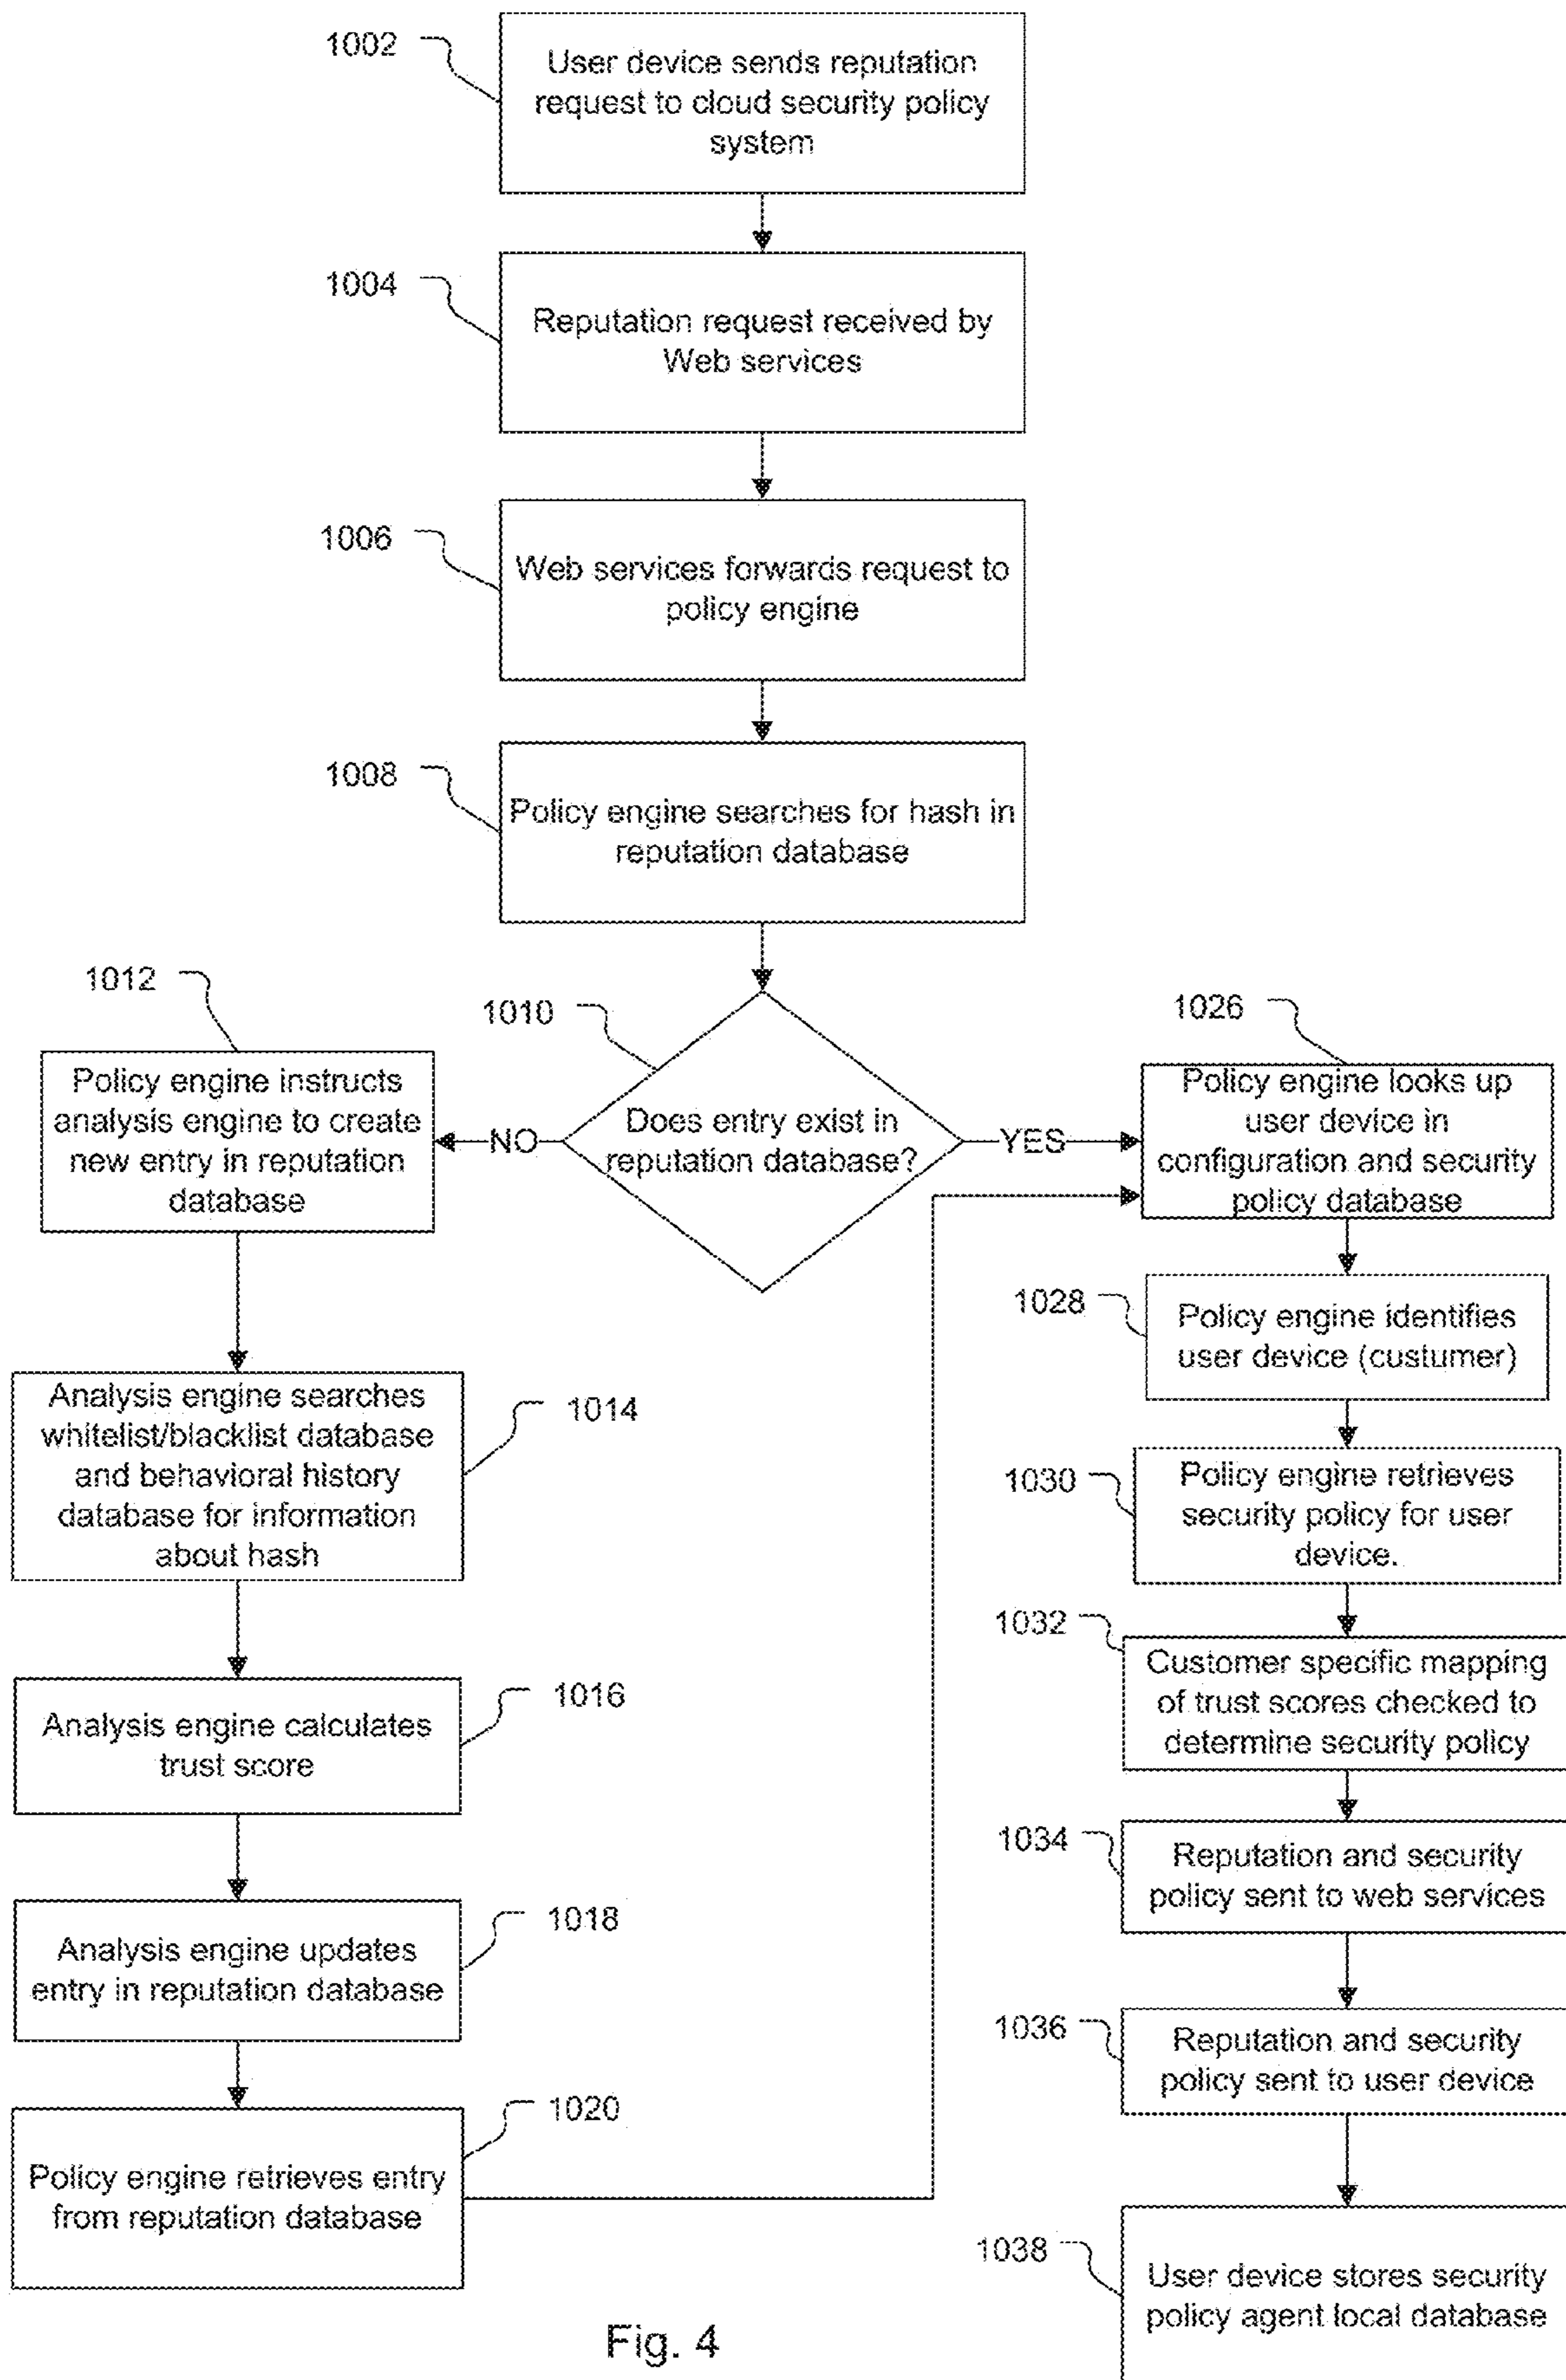 1002
User device sends reputation
request to cloud security policy
system
1004
Reputation request received by
Web services
1006
Web services forwards request to
policy engine
1008
Policy engine searches for hash in
reputation database
1010
Does entry exist in
reputation database?
NO
YES
1012
Policy engine instructs
analysis engine to create
new entry in reputation
database
1014
Analysis engine searches
whitelist/blacklist database
and behavioral history
database for information
about hash
1016
Analysis engine calculates
trust score
1018
Analysis engine updates
entry in reputation database
1020
Policy engine retrieves entry
from reputation database
1026
Policy engine looks up
user device in
configuration and security
policy database
1028
Policy engine identifies
user device (custumer)
1030
Policy engine retrieves
security policy for user
device.
1032
Customer specific mapping
of trust scores checked to
determine security policy
1034
Reputation and security
policy sent to web services
1036
Reputation and security
policy sent to user device
1038
User device stores security
policy agent local database
Fig. 4